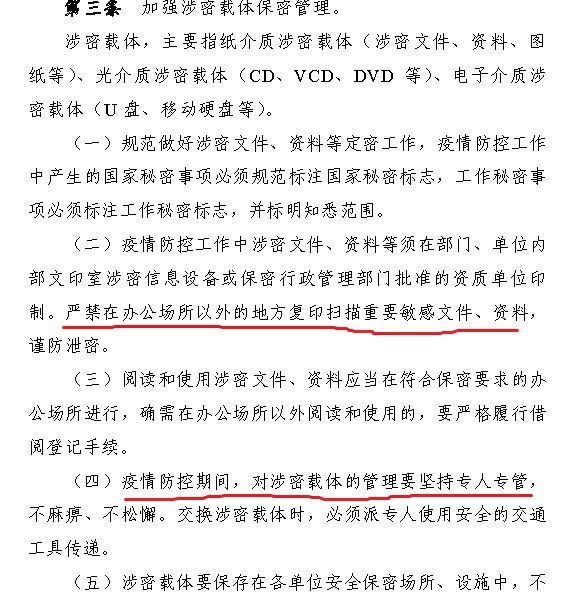 第三条 加强涉密载体保密管理。
涉密载体，主要指纸介质涉密载体（涉密文件、资料、图
纸等）、光介质涉密载体（CD、VCD、DVD 等）、电子介质涉
密载体（U 盘、移动硬盘等）。
（一）规范做好涉密文件、资料等定密工作，疫情防控工作
中产生的国家秘密事项必须规范标注国家秘密标志，工作秘密事
项必须标注工作秘密标志，并标明知悉范围。
（二）疫情防控工作中涉密文件、资料等须在部门、单位内
部文印室涉密信息设备或保密行政管理部门批准的资质单位印
制。严禁在办公场所以外的地方复印扫描重要敏感文件、资料，
谨防泄密。
（三）阅读和使用涉密文件、资料应当在符合保密要求的办
公场所进行，确需在办公场所以外阅读和使用的，要严格履行借
阅登记手续。
（四）疫情防控期间，对涉密载体的管理要坚持专人专管，
不麻痹、不松懈。交换涉密载体时，必须派专人使用安全的交通
工具传递。
（五）涉密载体要保存在各单位安全保密场所、设施中，不